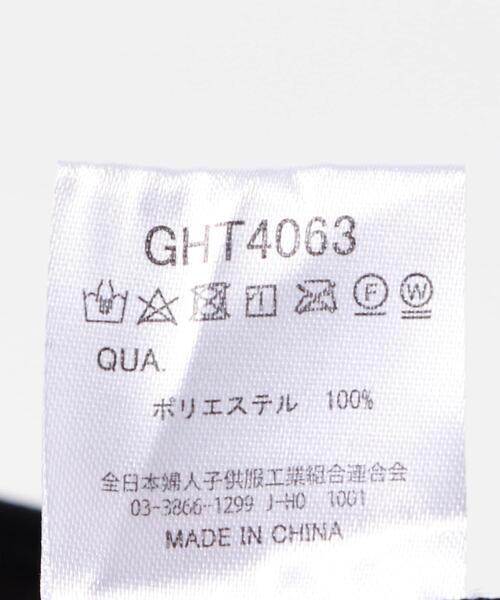 GHT4063
F W
QUA.
ポリエステル 100%
全日本婦人子供服工業組合連合会
03-3866-1299 J-HO 1001
MADE IN CHINA